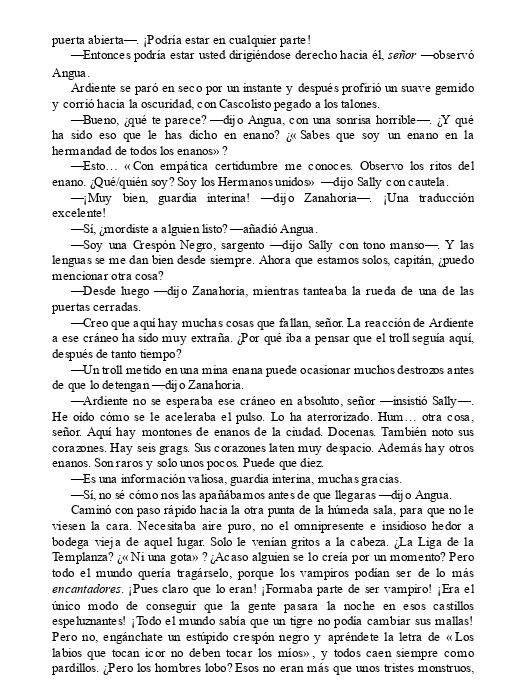 puerta abierta—. ¡Podría estar en cualquier parte!
—Entonces podría estar usted dirigiéndose derecho hacia él, señor —observó
Angua.
Ardiente se paró en seco por un instante y después profirió un suave gemido
y corrió hacia la oscuridad, con Cascolisto pegado a los talones.
—Bueno, ¿qué te parece? —dijo Angua, con una sonrisa horrible—. ¿Y qué
ha sido eso que le has dicho en enano? ¿«Sabes que soy un enano en la
hermandad de todos los enanos»?
—Esto… «Con empática certidumbre me conoces. Observo los ritos del
enano. ¿Qué/quién soy? Soy los Hermanos unidos» —dijo Sally con cautela.
—¡Muy bien, guardia interina! —dijo Zanahoria—. ¡Una traducción
excelente!
—Sí, ¿mordiste a alguien listo? —añadió Angua.
—Soy una Crespón Negro, sargento —dijo Sally con tono manso—. Y las
lenguas se me dan bien desde siempre. Ahora que estamos solos, capitán, ¿puedo
mencionar otra cosa?
—Desde luego —dijo Zanahoria, mientras tanteaba la rueda de una de las
puertas cerradas.
—Creo que aquí hay muchas cosas que fallan, señor. La reacción de Ardiente
a ese cráneo ha sido muy extraña. ¿Por qué iba a pensar que el troll seguía aquí,
después de tanto tiempo?
—Un troll metido en una mina enana puede ocasionar muchos destrozos antes
de que lo detengan —dijo Zanahoria.
—Ardiente no se esperaba ese cráneo en absoluto, señor —insistió Sally—.
He oído cómo se le aceleraba el pulso. Lo ha aterrorizado. Hum… otra cosa,
señor. Aquí hay montones de enanos de la ciudad. Docenas. También noto sus
corazones. Hay seis grags. Sus corazones laten muy despacio. Además hay otros
enanos. Son raros y solo unos pocos. Puede que diez.
—Es una información valiosa, guardia interina, muchas gracias.
—Sí, no sé cómo nos las apañábamos antes de que llegaras —dijo Angua.
Caminó con paso rápido hacia la otra punta de la húmeda sala, para que no le
viesen la cara. Necesitaba aire puro, no el omnipresente e insidioso hedor a
bodega vieja de aquel lugar. Solo le venían gritos a la cabeza. ¿La Liga de la
Templanza? ¿«Ni una gota»? ¿Acaso alguien se lo creía por un momento? Pero
todo el mundo quería tragárselo, porque los vampiros podían ser de lo más
encantadores. ¡Pues claro que lo eran! ¡Formaba parte de ser vampiro! ¡Era el
único modo de conseguir que la gente pasara la noche en esos castillos
espeluznantes! ¡Todo el mundo sabía que un tigre no podía cambiar sus mallas!
Pero no, engánchate un estúpido crespón negro y apréndete la letra de «Los
labios que tocan icor no deben tocar los míos», y todos caen siempre como
pardillos. ¿Pero los hombres lobo? Esos no eran más que unos tristes monstruos,